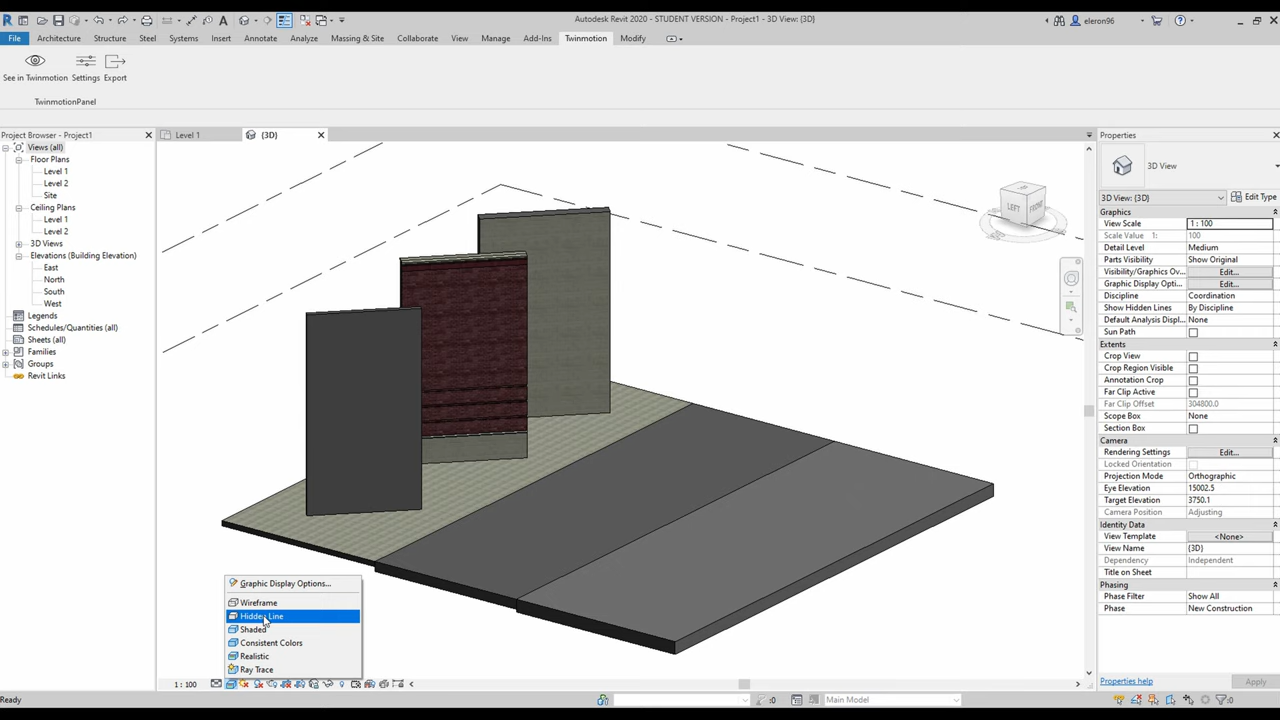 Autodesk Revit 2020 - STUDENT VERSION - Project1 - 3D View: {3D}
eleron96
File Architecture Structure Steel Systems Insert Annotate Analyze Massing & Site Collaborate View Manage Add-Ins Twinmotion Modify
See in Twinmotion Settings Export
TwinmotionPanel
Project Browser - Project1
Views (all)
Floor Plans
Level 1
Level 2
Site
Ceiling Plans
Level 1
Level 2
3D Views
Elevations (Building Elevation)
East
North
South
West
Legends
Schedules/Quantities (all)
Sheets (all)
Families
Groups
Revit Links
Level 1
{3D}
LEFT FRONT
Graphic Display Options...
Wireframe
Hidden Line
Shaded
Consistent Colors
Realistic
Ray Trace
1 : 100
Properties
3D View
3D View: {3D} Edit Type
Graphics
View Scale 1 : 100
Scale Value 1: 100
Detail Level Medium
Parts Visibility Show Original
Visibility/Graphics Ov... Edit...
Graphic Display Opti... Edit...
Discipline Coordination
Show Hidden Lines By Discipline
Default Analysis Displ... None
Sun Path
Extents
Crop View
Crop Region Visible
Annotation Crop
Far Clip Active
Far Clip Offset 304800.0
Scope Box None
Section Box
Camera
Rendering Settings Edit...
Locked Orientation
Projection Mode Orthographic
Eye Elevation 15002.5
Target Elevation 3750.1
Camera Position Adjusting
Identity Data
View Template <None>
View Name {3D}
Dependency Independent
Title on Sheet
Phasing
Phase Filter Show All
Phase New Construction
Properties help Apply
Ready
:0 Main Model :0